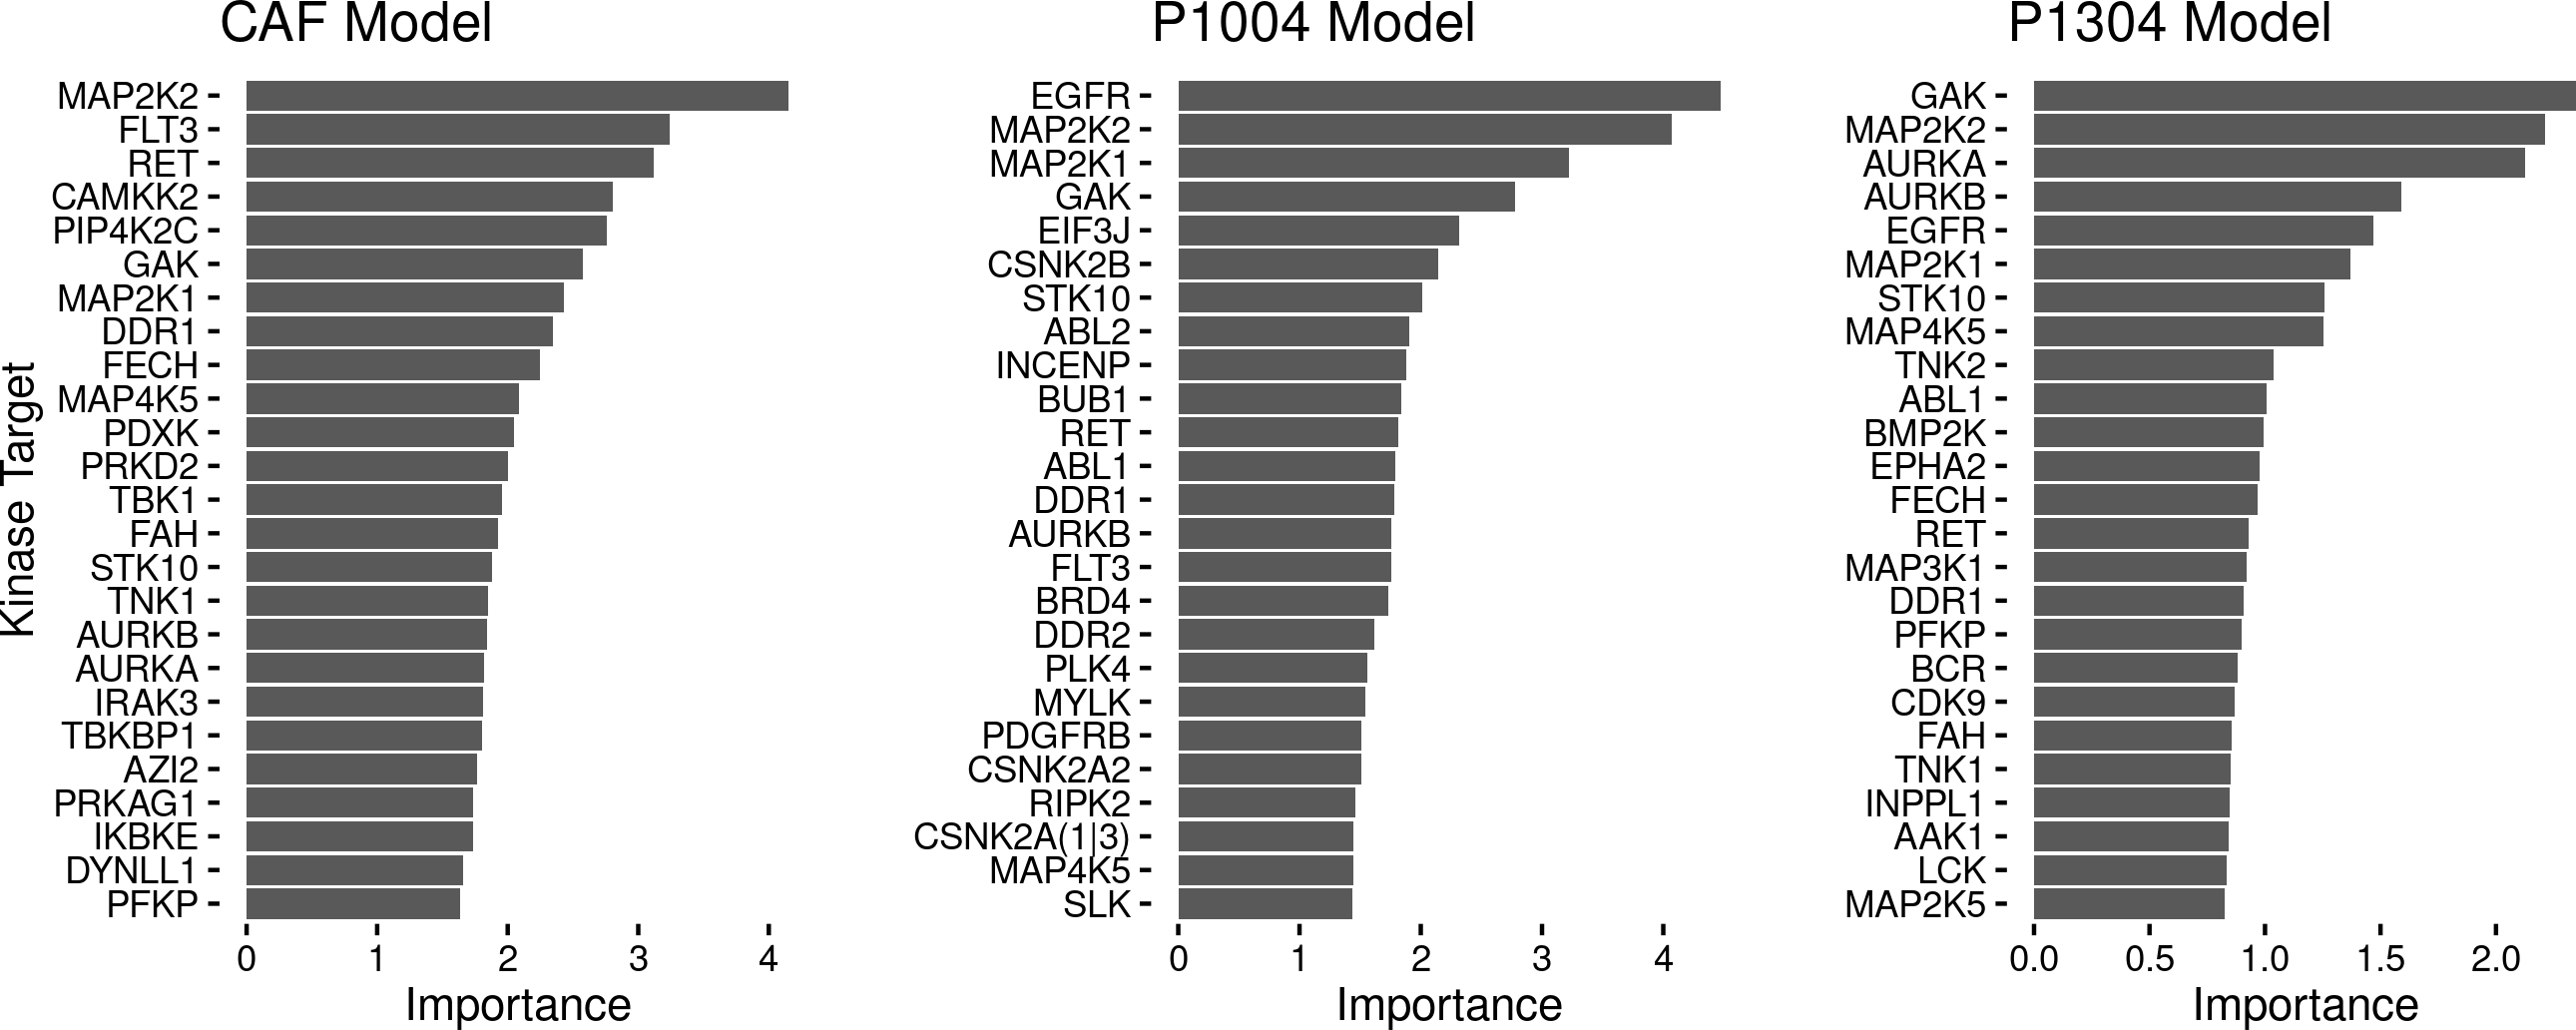 CAF Model
Kinase Target
MAP2K2
FLT3
RET
CAMKK2
PIP4K2C
GAK
MAP2K1
DDR1
FECH
MAP4K5
PDXK
PRKD2
TBK1
FAH
STK10
TNK1
AURKB
AURKA
IRAK3
TBKBP1
AZI2
PRKAG1
IKBKE
DYNLL1
PFKP
0 1 2 3 4
Importance
P1004 Model
EGFR
MAP2K2
MAP2K1
GAK
EIF3J
CSNK2B
STK10
ABL2
INCENP
BUB1
RET
ABL1
DDR1
AURKB
FLT3
BRD4
DDR2
PLK4
MYLK
PDGFRB
CSNK2A2
RIPK2
CSNK2A(1|3)
MAP4K5
SLK
0 1 2 3 4
Importance
P1304 Model
GAK
MAP2K2
AURKA
AURKB
EGFR
MAP2K1
STK10
MAP4K5
TNK2
ABL1
BMP2K
EPHA2
FECH
RET
MAP3K1
DDR1
PFKP
BCR
CDK9
FAH
TNK1
INPPL1
AAK1
LCK
MAP2K5
0.0 0.5 1.0 1.5 2.0
Importance